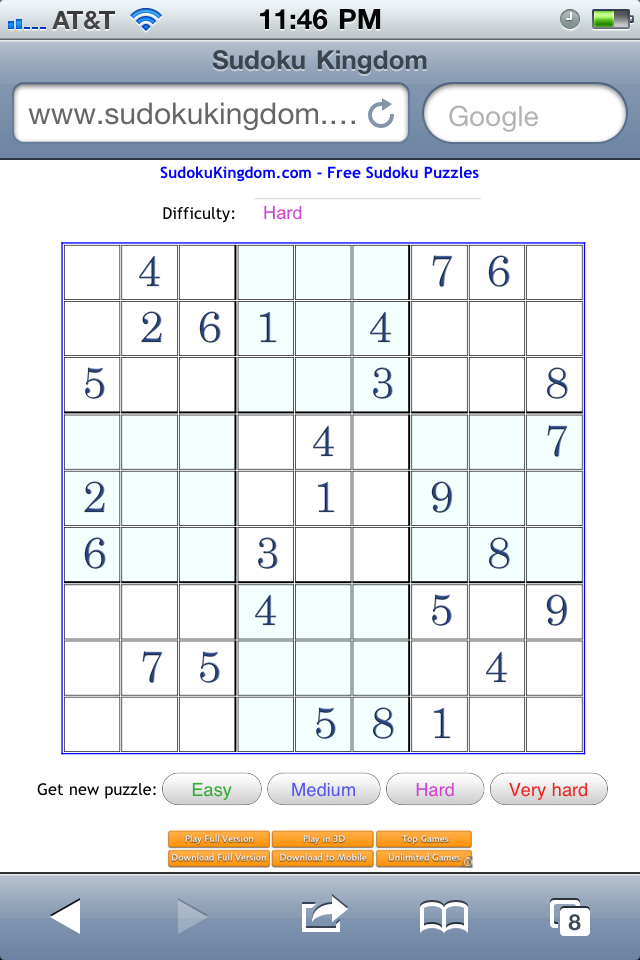 AT&T 11:46 PM
Sudoku Kingdom
www.sudokukingdom.... Google
SudokuKingdom.com - Free Sudoku Puzzles
Difficulty: Hard
4 7 6
2 6 1 4
5 3 8
4 7
2 1 9
6 3 8
4 5 9
7 5 4
5 8 1
Get new puzzle: Easy Medium Hard Very hard
Play Full Version Play in 3D Top Games
Download Full Version Download to Mobile Unlimited Games
8